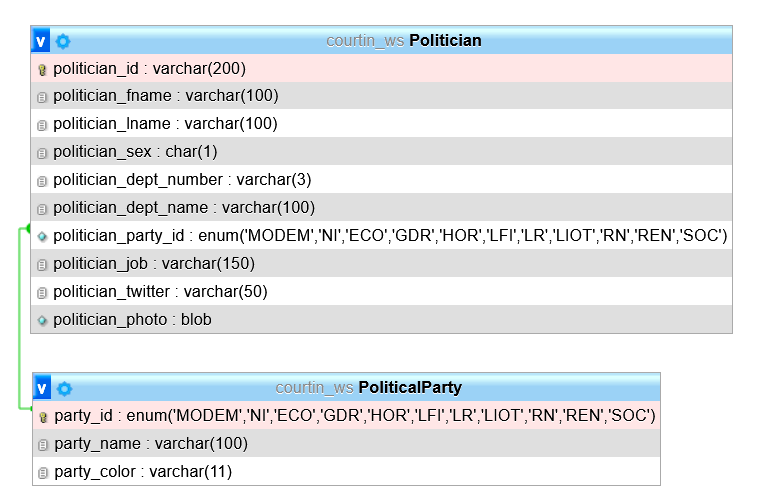 v courtin_ws Politician
politician_id : varchar(200)
politician_fname : varchar(100)
politician_lname : varchar(100)
politician_sex : char(1)
politician_dept_number : varchar(3)
politician_dept_name : varchar(100)
politician_party_id : enum('MODEM','NI','ECO','GDR','HOR','LFI','LR','LIOT','RN','REN','SOC')
politician_job : varchar(150)
politician_twitter : varchar(50)
politician_photo : blob
v courtin_ws PoliticalParty
party_id : enum('MODEM','NI','ECO','GDR','HOR','LFI','LR','LIOT','RN','REN','SOC')
party_name : varchar(100)
party_color : varchar(11)